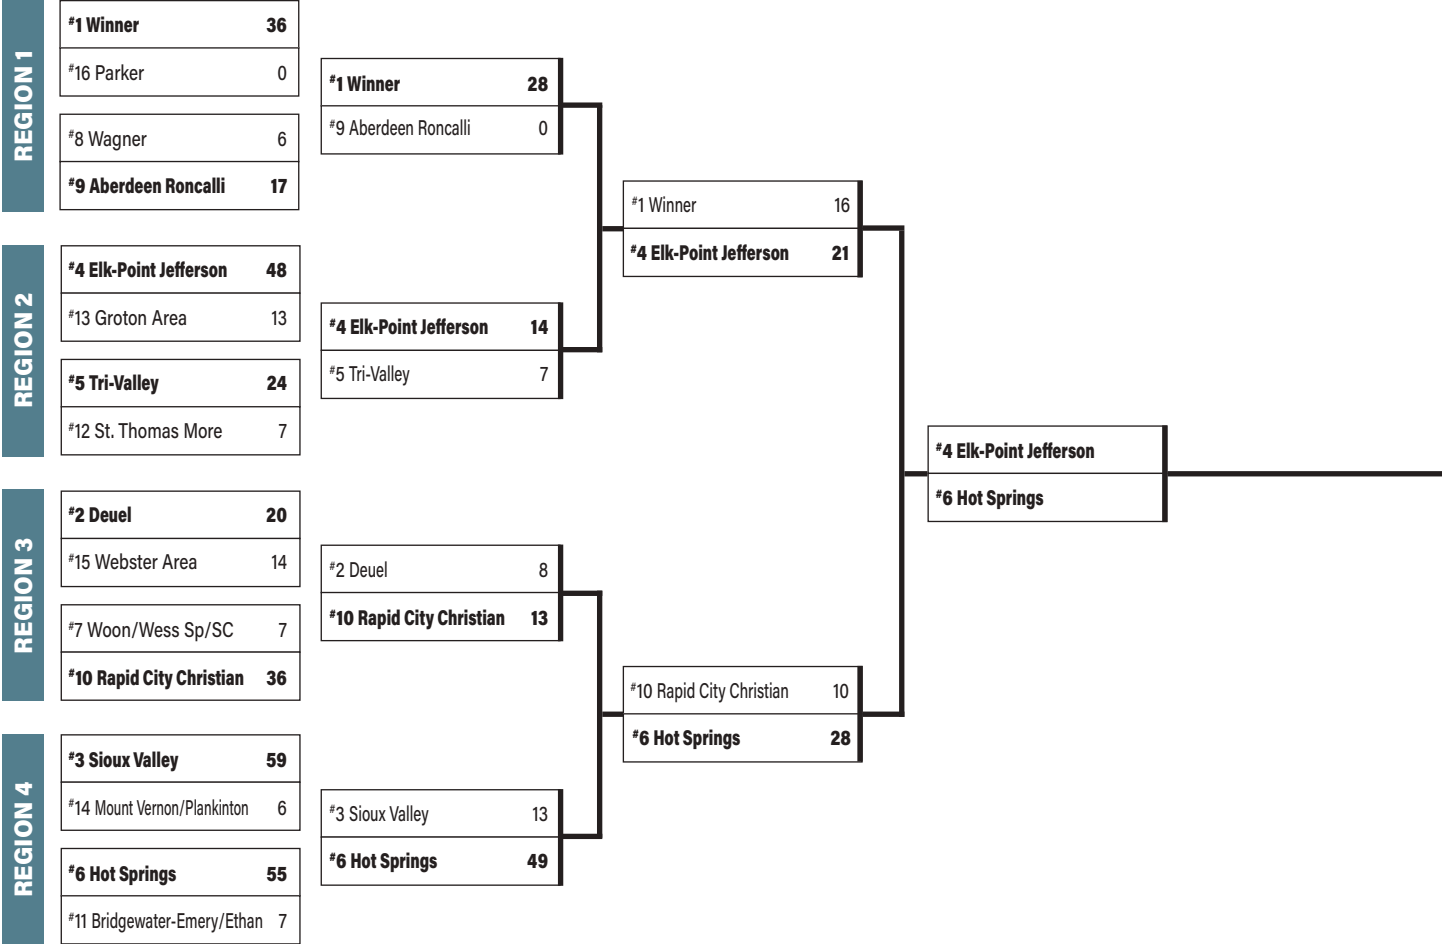 REGION 1
#1 Winner 36
#16 Parker 0
#8 Wagner 6
#9 Aberdeen Roncalli 17
REGION 2
#4 Elk-Point Jefferson 48
#13 Groton Area 13
#5 Tri-Valley 24
#12 St. Thomas More 7
REGION 3
#2 Deuel 20
#15 Webster Area 14
#7 Woon/Wess Sp/SC 7
#10 Rapid City Christian 36
REGION 4
#3 Sioux Valley 59
#14 Mount Vernon/Plankinton 6
#6 Hot Springs 55
#11 Bridgewater-Emery/Ethan 7
#1 Winner 28
#9 Aberdeen Roncalli 0
#4 Elk-Point Jefferson 14
#5 Tri-Valley 7
#2 Deuel 8
#10 Rapid City Christian 13
#3 Sioux Valley 13
#6 Hot Springs 49
#1 Winner 16
#4 Elk-Point Jefferson 21
#10 Rapid City Christian 10
#6 Hot Springs 28
#4 Elk-Point Jefferson
#6 Hot Springs